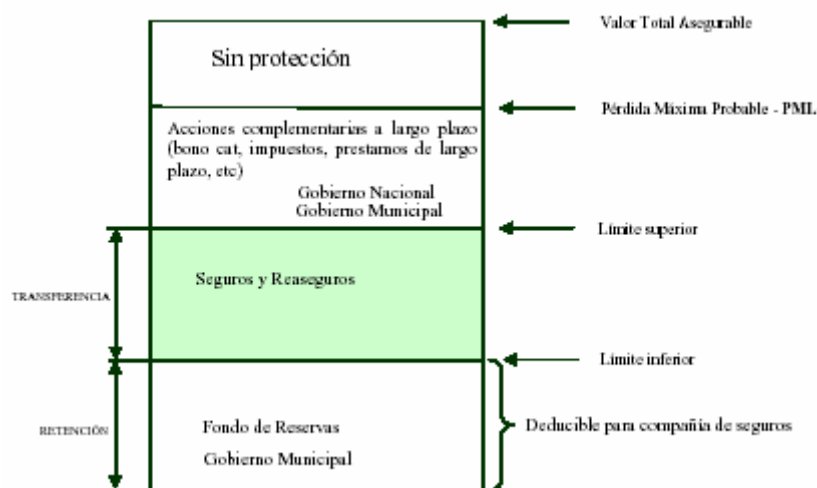 Valor Total Asegurable
Sin protección
Pérdida Máxima Probable - PML
Acciones complementarias a largo plazo
(bono cat, impuestos, prestamos de largo
plazo, etc)
Gobierno Nacional
Gobierno Municipal
Límite superior
Seguros y Reaseguros
TRANSFERENCIA
Límite inferior
RETENCIÓN
Fondo de Reservas
Gobierno Municipal
Deducible para compañía de seguros